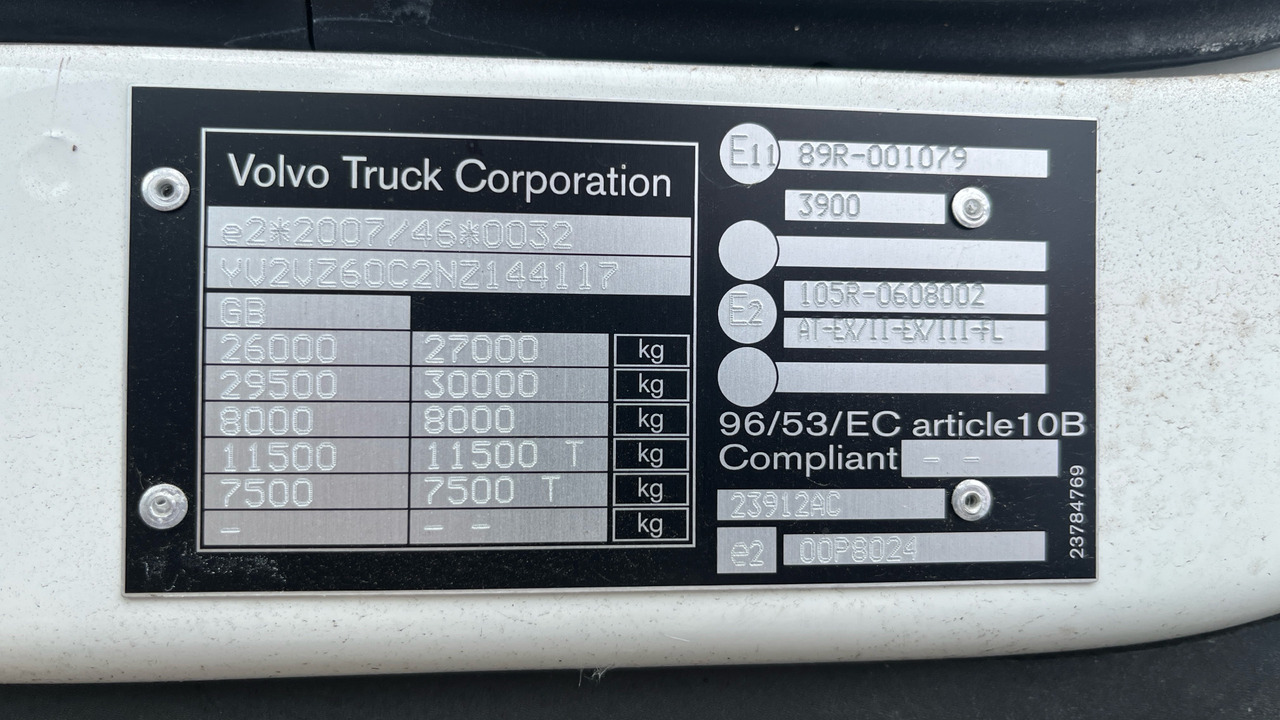 Volvo Truck Corporation
e2*2007/46*0032
YV2VZ60C2NZ144117
GB
26000 27000 kg
29500 30000 kg
8000 8000 kg
11500 11500 T kg
7500 7500 T kg
- - - kg
E11 89R-001079
3900
E2 105R-0608002
AT-EX/II-EX/III-FL
96/53/EC article10B
Compliant - -
23912AC
e2 00P8024
23784769